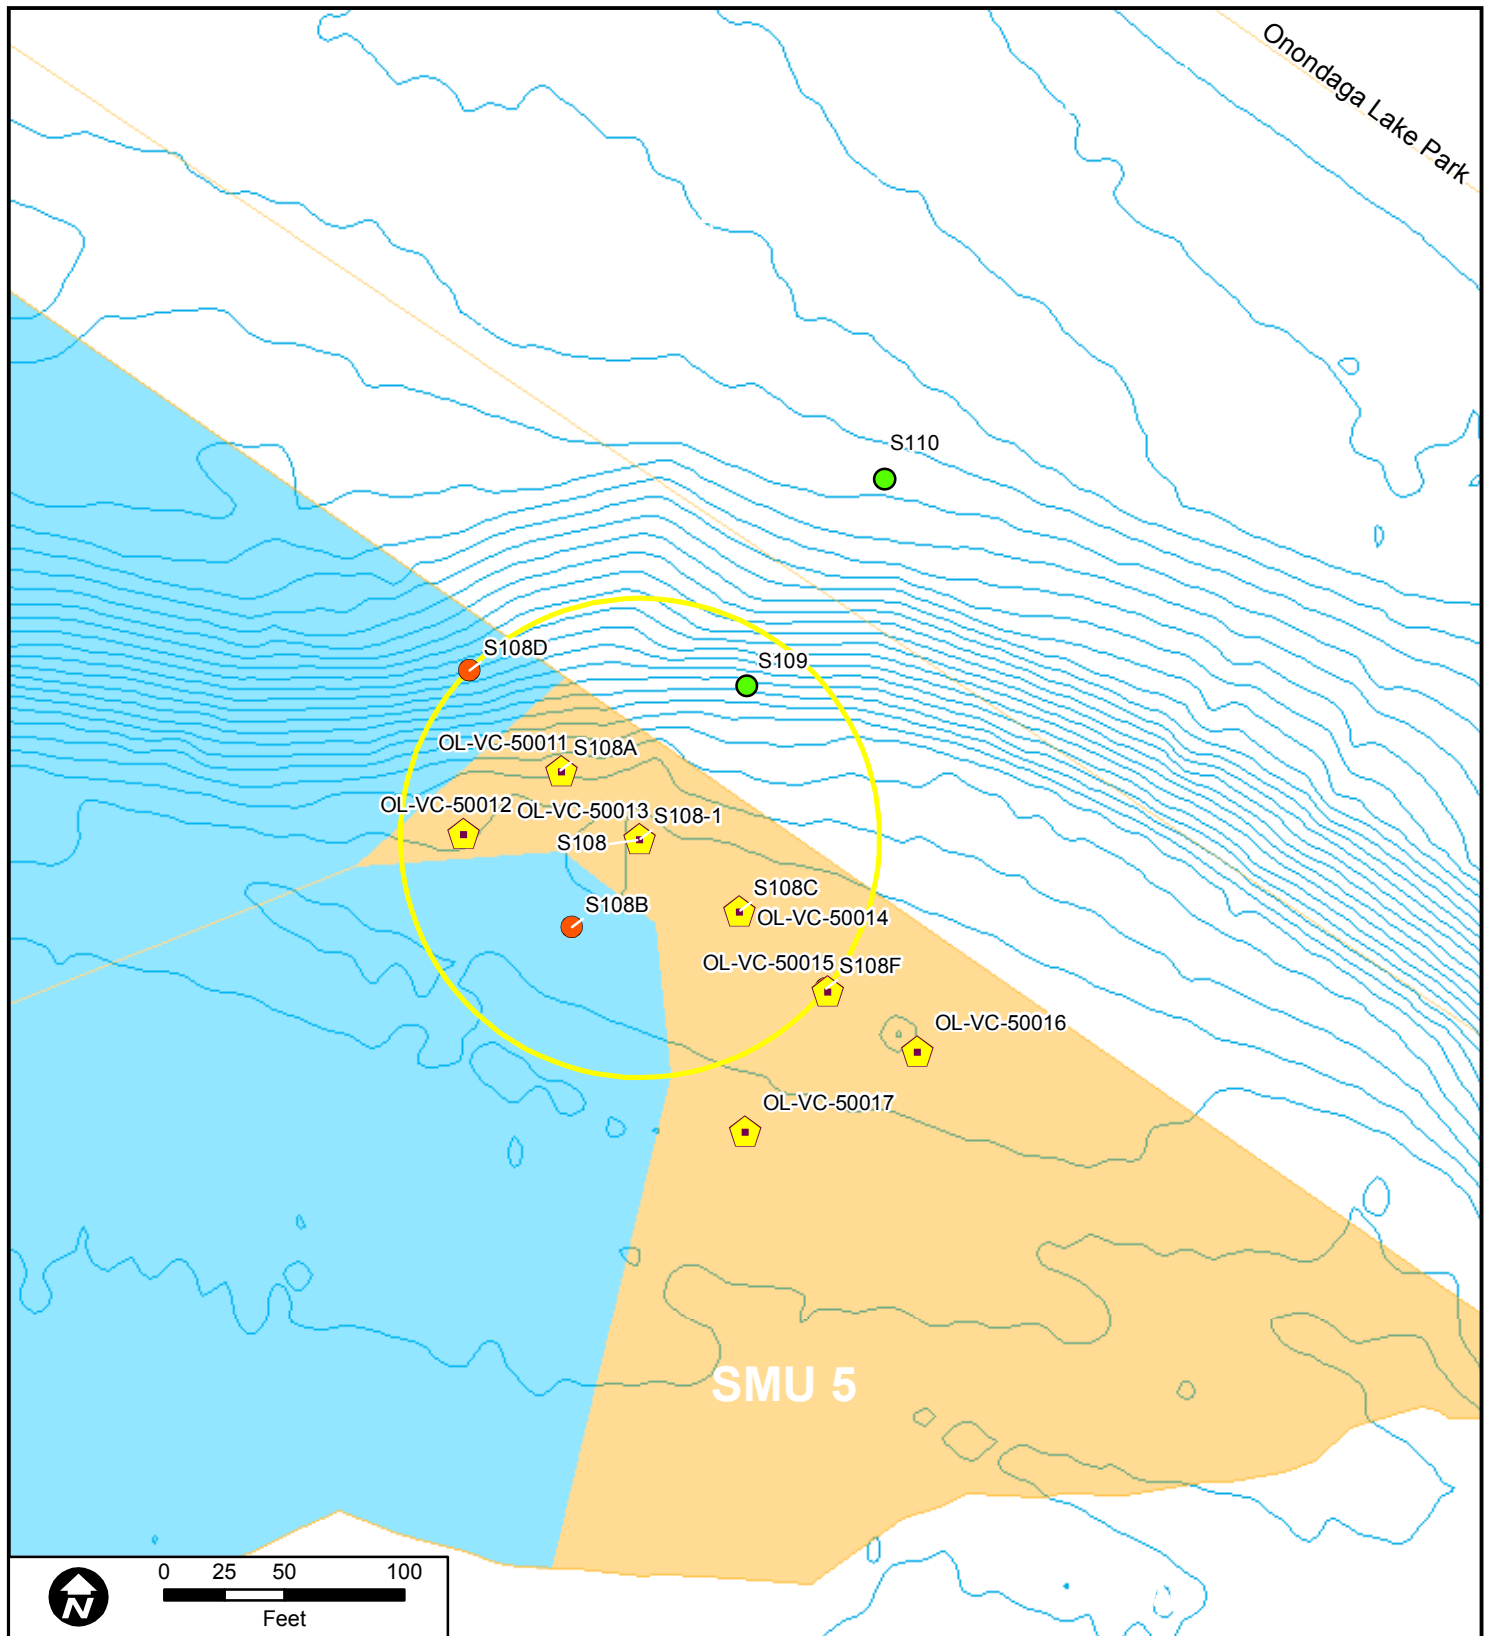 Onondaga Lake Park
S110
S108D
S109
OL-VC-50011
S108A
OL-VC-50012
OL-VC-50013
S108-1
S108
S108C
S108B
OL-VC-50014
OL-VC-50015
S108F
OL-VC-50016
OL-VC-50017
SMU 5
0 25 50 100
Feet
N